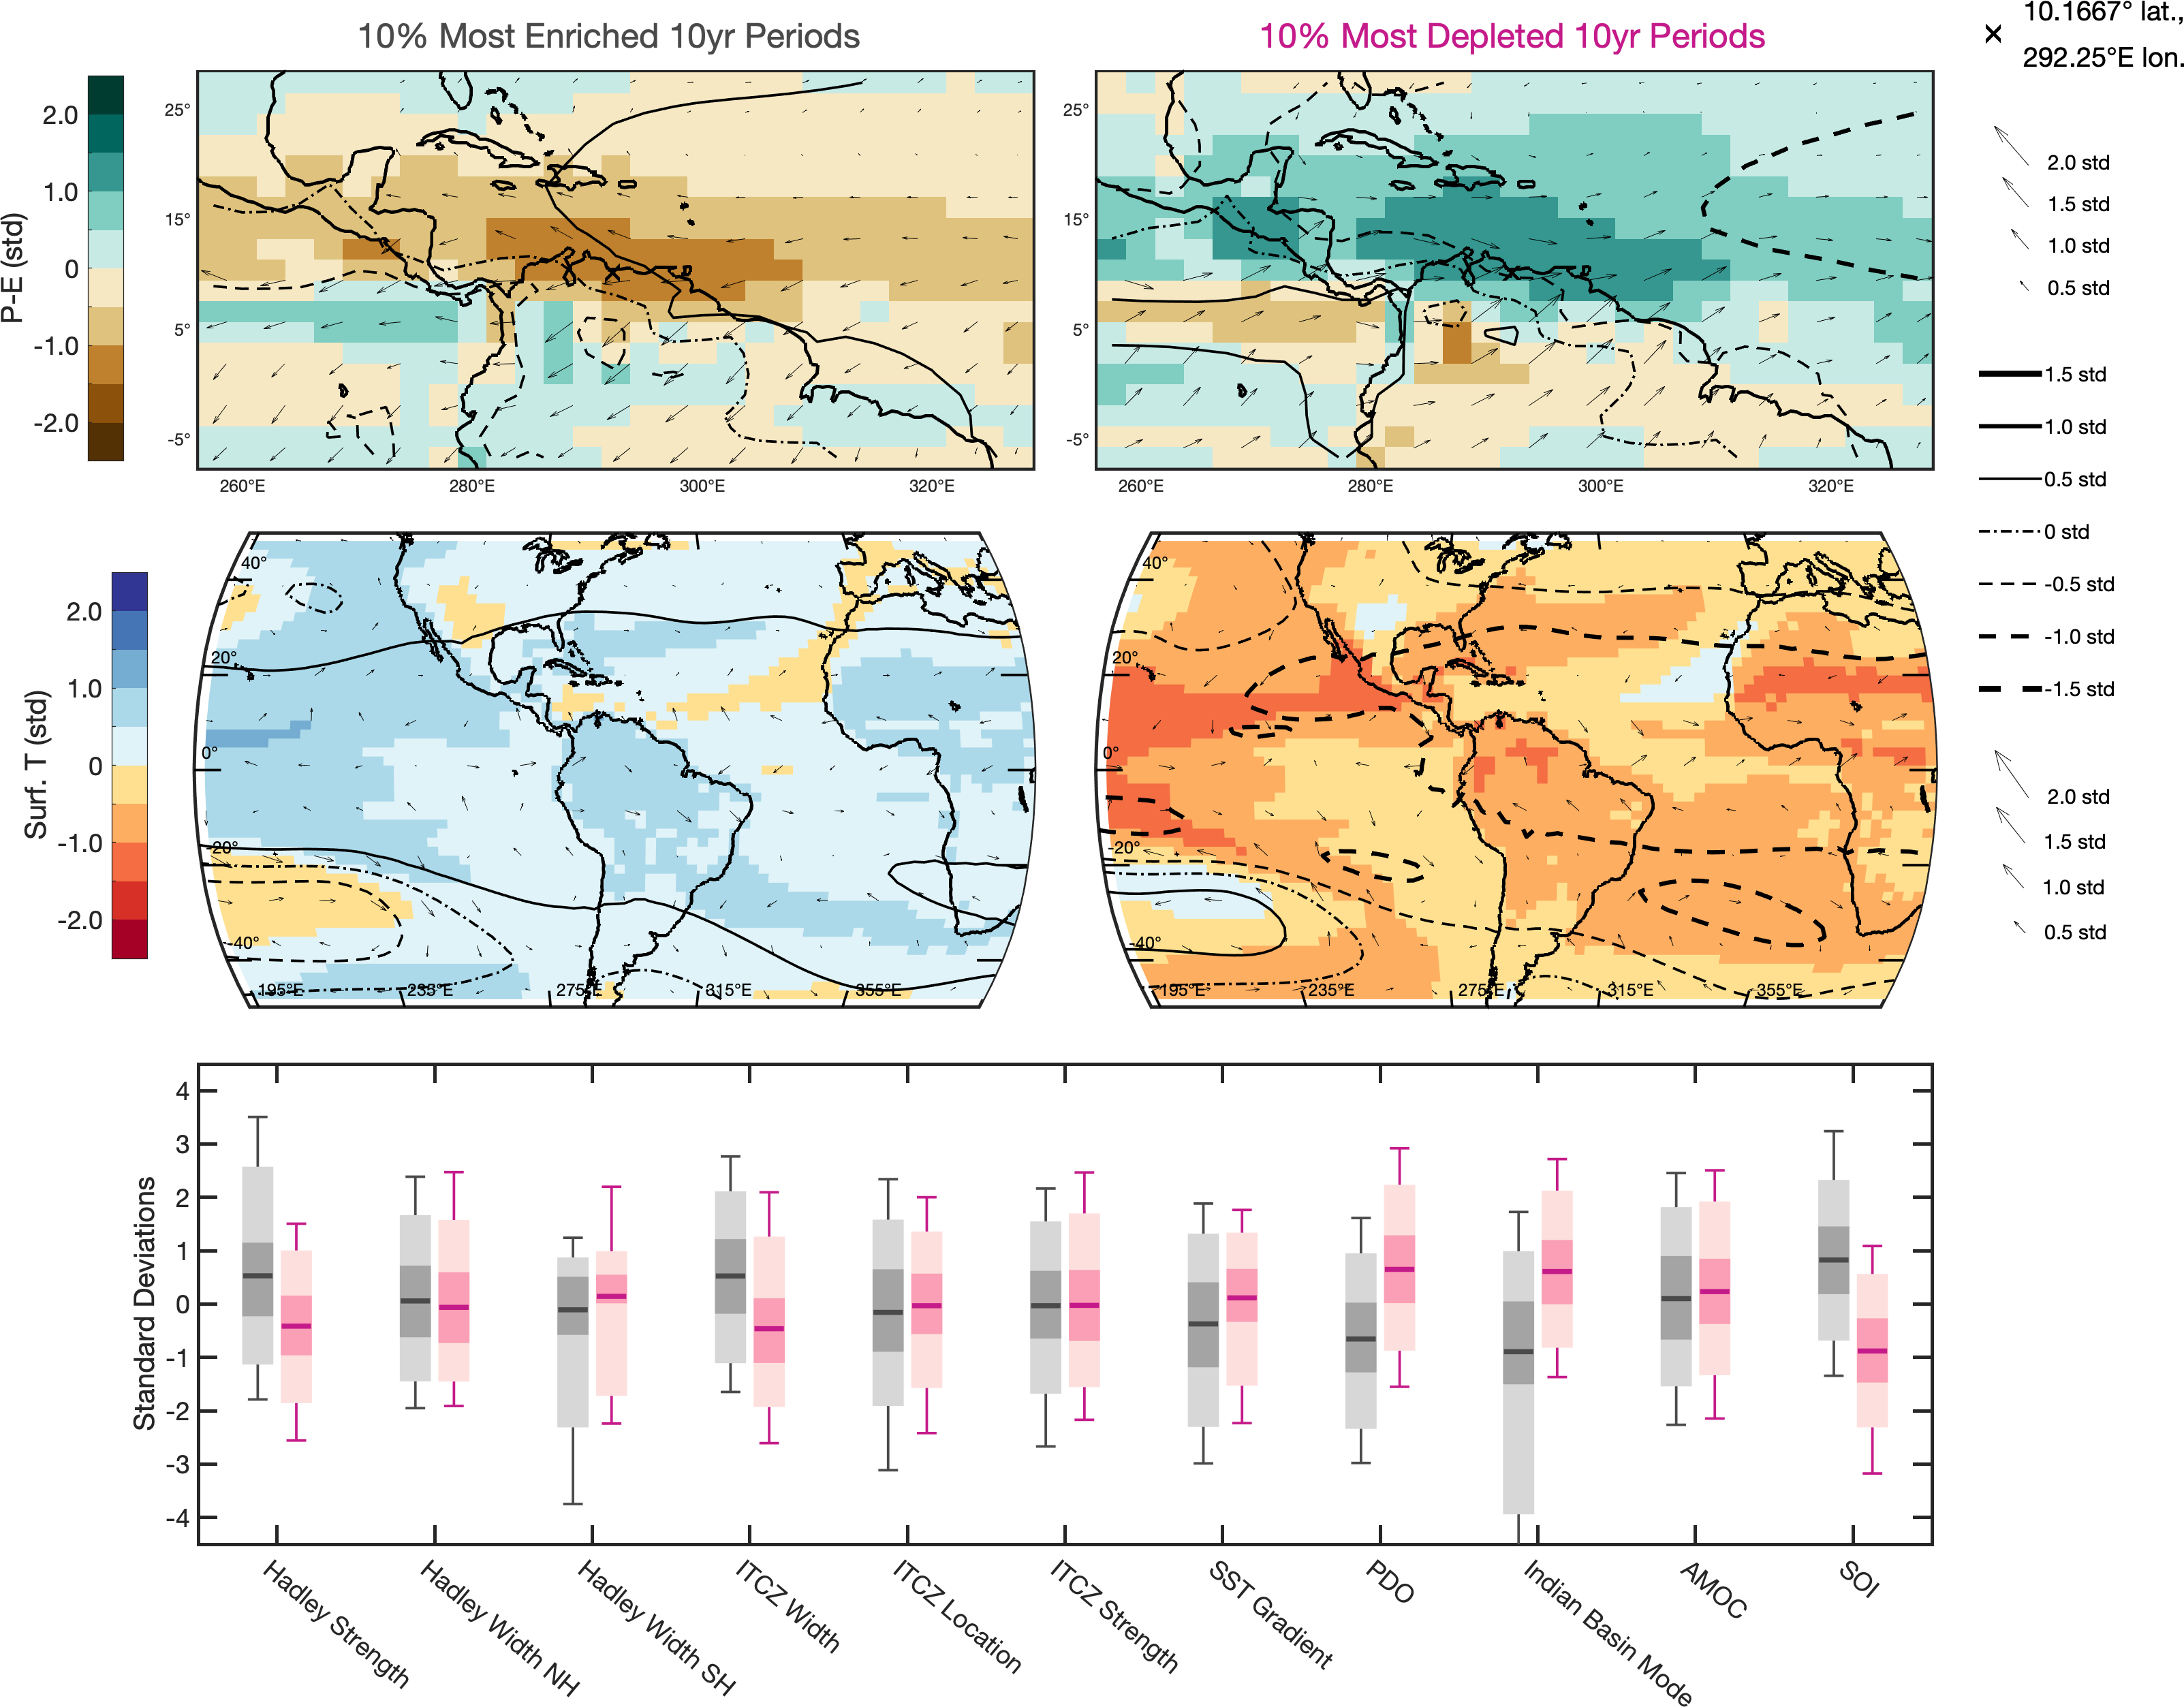 10% Most Enriched 10yr Periods
10% Most Depleted 10yr Periods
10.1667° lat.,
292.25°E lon.
P-E (std)
2.0
1.0
0
-1.0
-2.0
25°
15°
5°
-5°
260°E
280°E
300°E
320°E
25°
15°
5°
-5°
260°E
280°E
300°E
320°E
2.0 std
1.5 std
1.0 std
0.5 std
1.5 std
1.0 std
0.5 std
0 std
-0.5 std
-1.0 std
-1.5 std
2.0 std
1.5 std
1.0 std
0.5 std
Surf. T (std)
2.0
1.0
0
-1.0
-2.0
40°
20°
0°
-20°
-40°
195°E
235°E
275°E
315°E
355°E
40°
20°
0°
-20°
-40°
195°E
235°E
275°E
315°E
355°E
Standard Deviations
4
3
2
1
0
-1
-2
-3
-4
Hadley Strength
Hadley Width NH
Hadley Width SH
ITCZ Width
ITCZ Location
ITCZ Strength
SST Gradient
PDO
Indian Basin Mode
AMOC
SOI